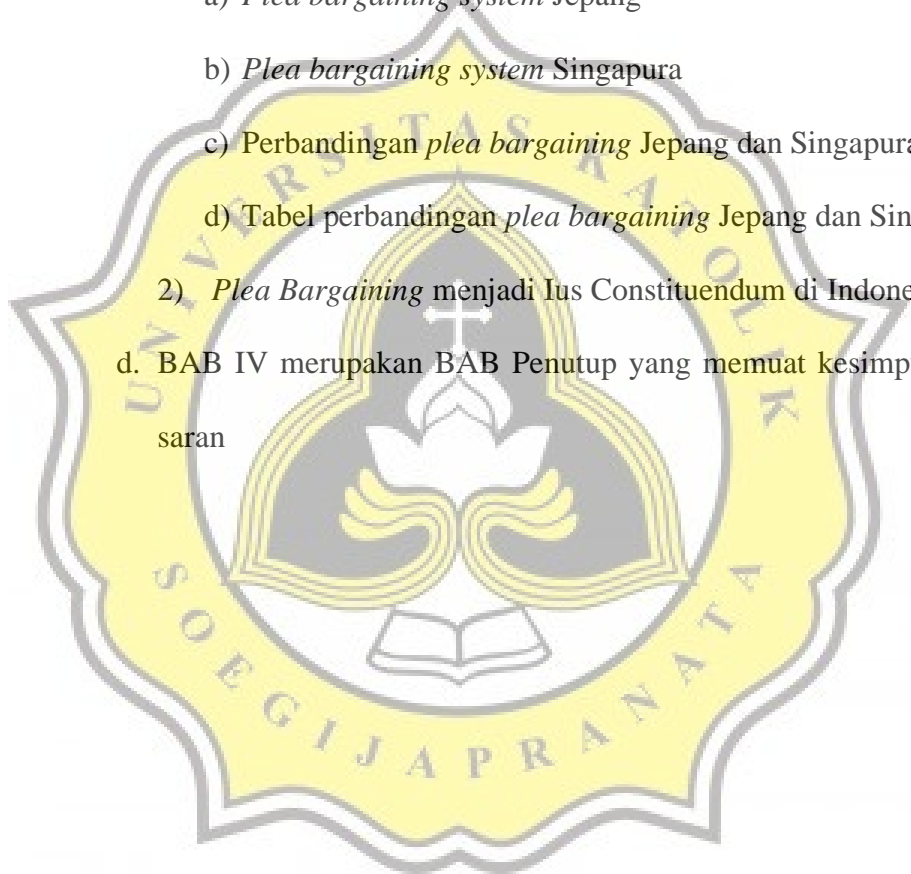 a) Plea bargaining system Jepang
b) Plea bargaining system Singapura
c) Perbandingan plea bargaining Jepang dan Singapura
d) Tabel perbandingan plea bargaining Jepang dan Sin
2) Plea Bargaining menjadi Ius Constituendum di Indone
d. BAB IV merupakan BAB Penutup yang memuat kesimp
saran
UNIVERSITAS KATOLIK
SOEGIJAPRANATA